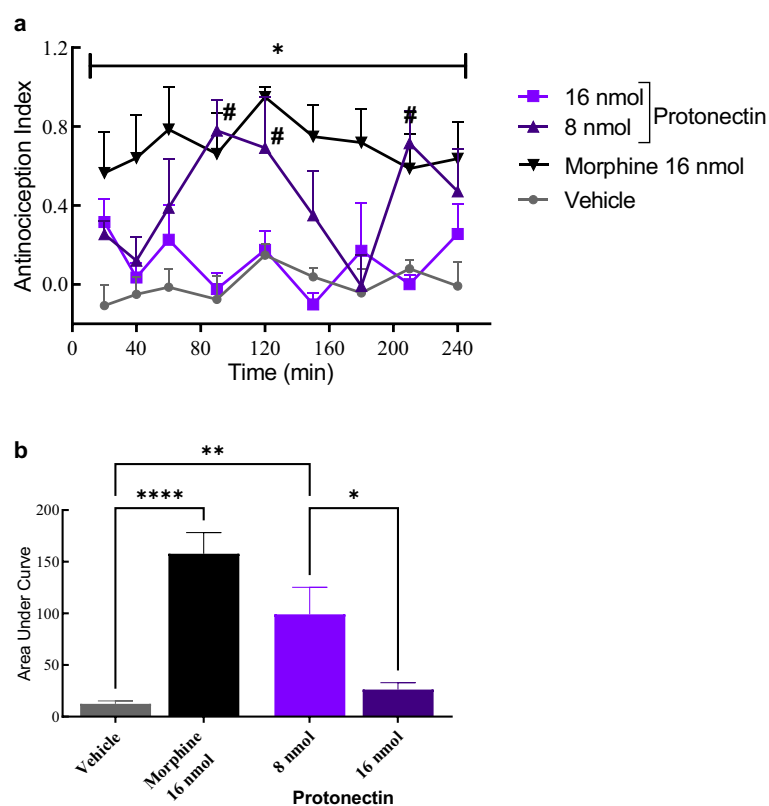 a
*
1.2
0.8
0.4
0.0
Antinociception Index
#
#
#
0 40 80 120 160 200 240
Time (min)
16 nmol
8 nmol
Protonectin
Morphine 16 nmol
Vehicle
b
**
****
*
200
150
100
50
0
Area Under Curve
Vehicle
Morphine
16 nmol
8 nmol
16 nmol
Protonectin